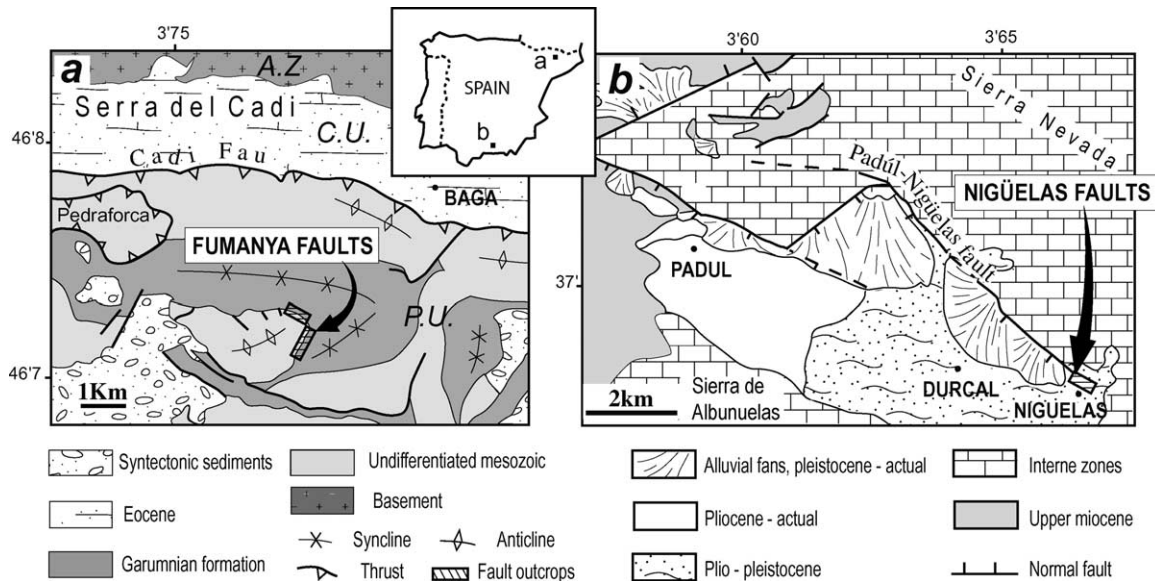 3'75
a
A.Z
Serra del Cadi
C.U.
46'8
Cadi Fau
BAGA
Pedraforca
FUMANYA FAULTS
P.U.
46'7
1Km
SPAIN
a
b
3'60
3'65
b
Sierra Nevada
Padúl-Nigüelas fault
NIGÜELAS FAULTS
PADUL
37'
DURCAL
NIGUELAS
Sierra de
Albunuelas
2km
Syntectonic sediments
Undifferentiated mesozoic
Basement
Eocene
Syncline
Anticline
Garumnian formation
Thrust
Fault outcrops
Alluvial fans, pleistocene - actual
Interne zones
Pliocene - actual
Upper miocene
Plio - pleistocene
Normal fault